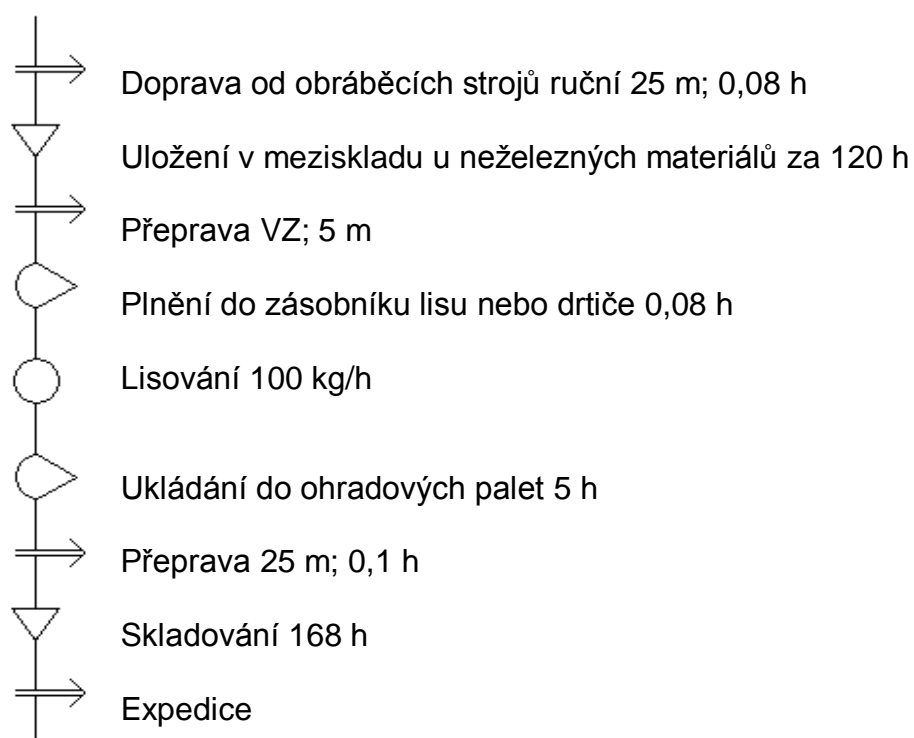 Doprava od obráběcích strojů ruční 25 m; 0,08 h
Uložení v meziskladu u neželezných materiálů za 120 h
Přeprava VZ; 5 m
Plnění do zásobníku lisu nebo drtiče 0,08 h
Lisování 100 kg/h
Ukládání do ohradových palet 5 h
Přeprava 25 m; 0,1 h
Skladování 168 h
Expedice